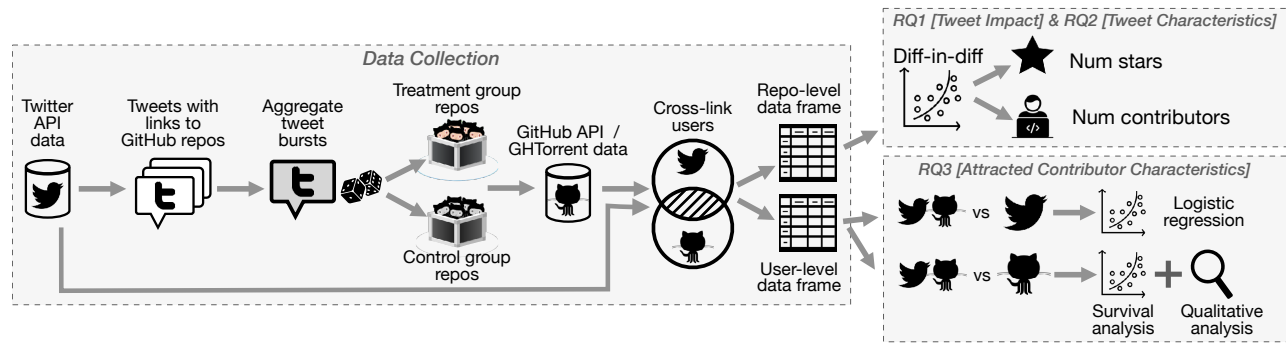 Data Collection
Twitter
API
data
Tweets with
links to
GitHub repos
Aggregate
tweet
bursts
Treatment group
repos
Control group
repos
GitHub API /
GHTorrent data
Cross-link
users
Repo-level
data frame
User-level
data frame
RQ1 [Tweet Impact] & RQ2 [Tweet Characteristics]
Diff-in-diff
Num stars
Num contributors
RQ3 [Attracted Contributor Characteristics]
vs
Logistic
regression
vs
Survival
analysis
Qualitative
analysis